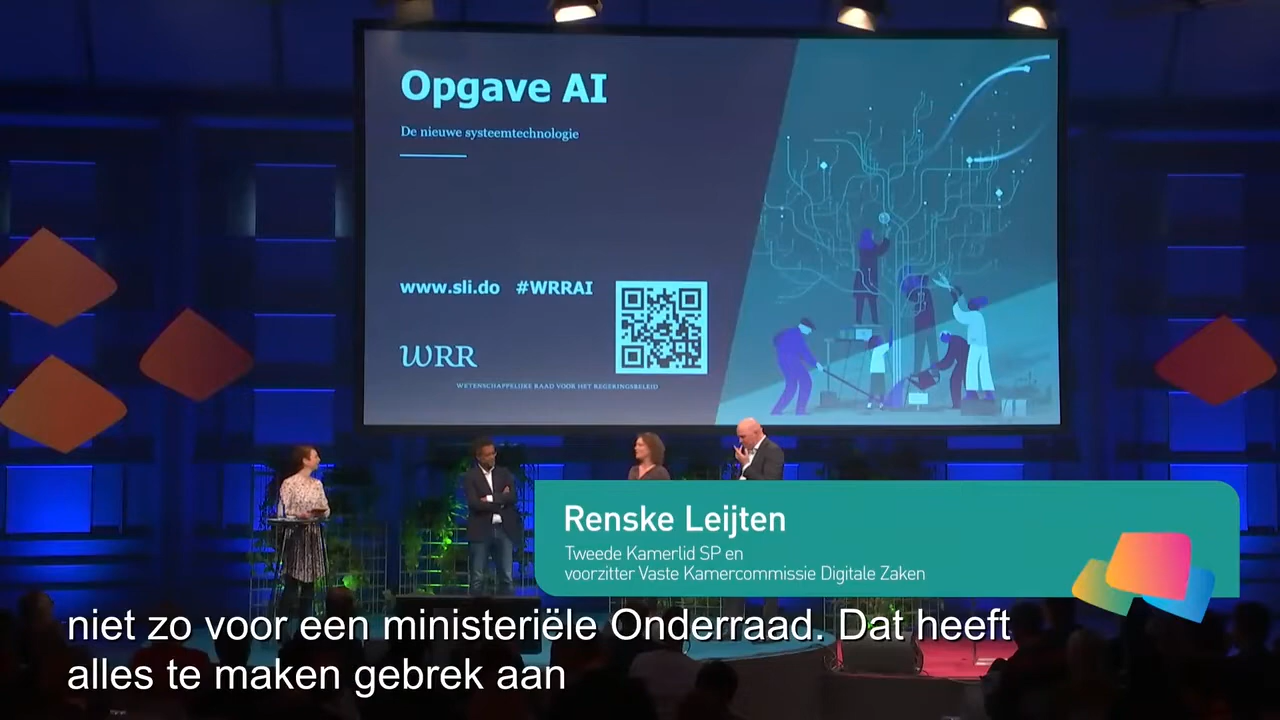 Opgave AI
De nieuwe systeemtechnologie
www.sli.do #WRRAI
WRR
WETENSCHAPPELIJKE RAAD VOOR HET REGERINGSBELEID
Renske Leijten
Tweede Kamerlid SP en
voorzitter Vaste Kamercommissie Digitale Zaken
niet zo voor een ministeriële Onderraad. Dat heeft
alles te maken gebrek aan